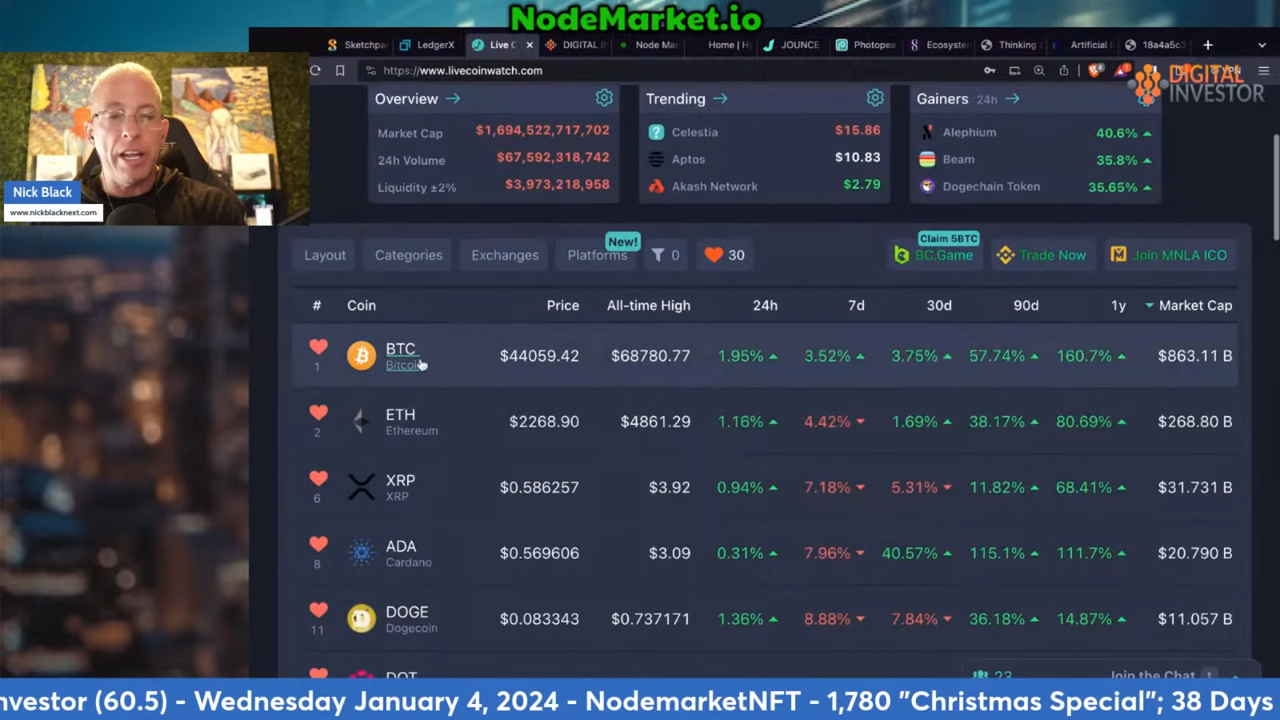 NodeMarket.io
Sketchpa
LedgerX
Live C
DIGITAL I
Node Ma
Home | H
JOUNCE
Photopea
Ecosyste
Thinking
Artificial
18a4a5c
https://www.livecoinwatch.com
DIGITAL
INVESTOR
Nick Black
www.nickblacknext.com
Overview
Market Cap $1,694,522,717,702
24h Volume $67,592,318,742
Liquidity ±2% $3,973,218,958
Trending
Celestia $15.86
Aptos $10.83
Akash Network $2.79
Gainers 24h
Alephium 40.6%
Beam 35.8%
Dogechain Token 35.65%
Layout Categories Exchanges Platforms New! 0 30
Claim 5BTC
BC.Game Trade Now Join MNLA ICO
# Coin Price All-time High 24h 7d 30d 90d 1y Market Cap
1 BTC Bitcoin $44059.42 $68780.77 1.95% 3.52% 3.75% 57.74% 160.7% $863.11 B
2 ETH Ethereum $2268.90 $4861.29 1.16% 4.42% 1.69% 38.17% 80.69% $268.80 B
6 XRP XRP $0.586257 $3.92 0.94% 7.18% 5.31% 11.82% 68.41% $31.731 B
8 ADA Cardano $0.569606 $3.09 0.31% 7.96% 40.57% 115.1% 111.7% $20.790 B
11 DOGE Dogecoin $0.083343 $0.737171 1.36% 8.88% 7.84% 36.18% 14.87% $11.057 B
DOT
23 Join the Chat
nvestor (60.5) - Wednesday January 4, 2024 - NodemarketNFT - 1,780 "Christmas Special"; 38 Days